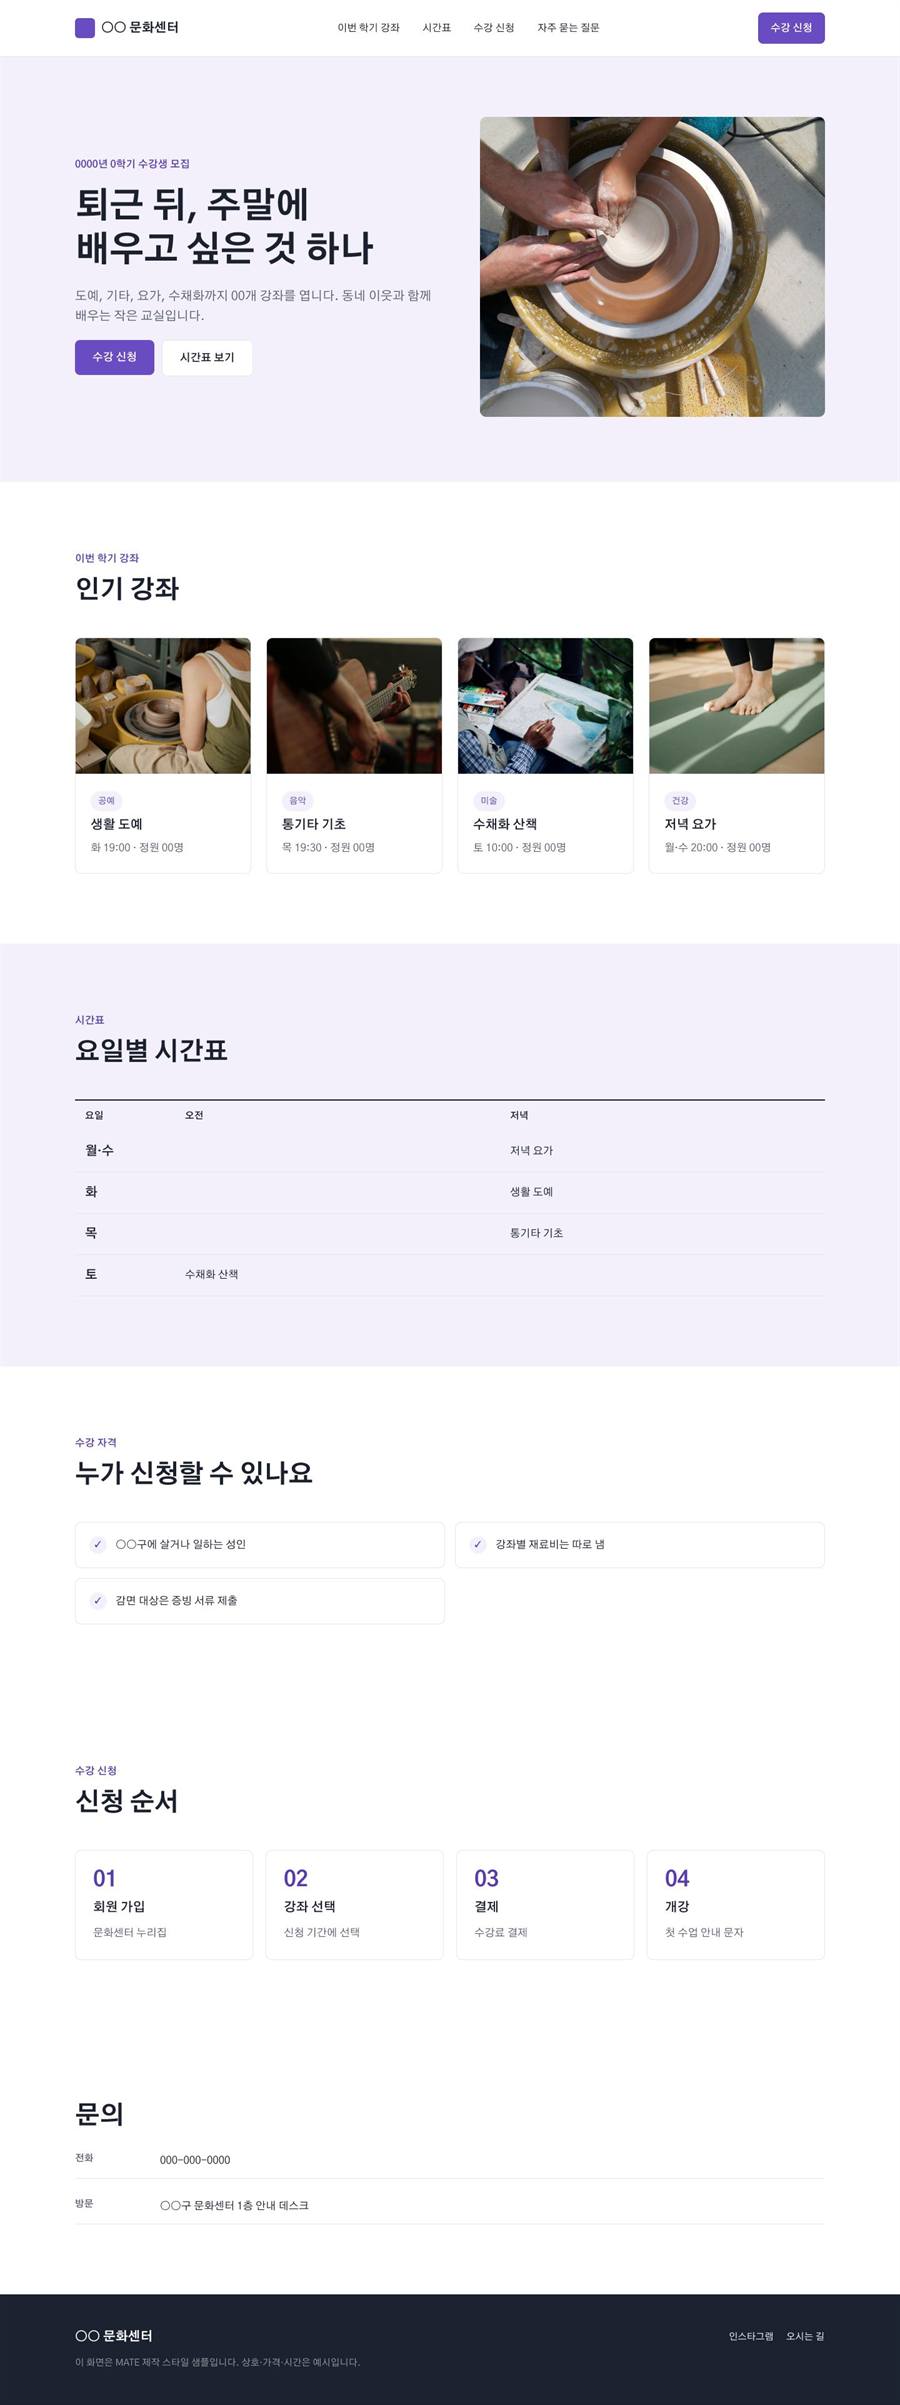 ○○ 문화센터
이번 학기 강좌 시간표 수강 신청 자주 묻는 질문
수강 신청
0000년 0학기 수강생 모집
퇴근 뒤, 주말에
배우고 싶은 것 하나
도예, 기타, 요가, 수채화까지 00개 강좌를 엽니다. 동네 이웃과 함께
배우는 작은 교실입니다.
수강 신청 시간표 보기
이번 학기 강좌
인기 강좌
공예
생활 도예
화 19:00 · 정원 00명
음악
통기타 기초
목 19:30 · 정원 00명
미술
수채화 산책
토 10:00 · 정원 00명
건강
저녁 요가
월·수 20:00 · 정원 00명
시간표
요일별 시간표
요일 오전 저녁
월·수 저녁 요가
화 생활 도예
목 통기타 기초
토 수채화 산책
수강 자격
누가 신청할 수 있나요
✓ ○○구에 살거나 일하는 성인
✓ 강좌별 재료비는 따로 냄
✓ 감면 대상은 증빙 서류 제출
수강 신청
신청 순서
01
회원 가입
문화센터 누리집
02
강좌 선택
신청 기간에 선택
03
결제
수강료 결제
04
개강
첫 수업 안내 문자
문의
전화 000-000-0000
방문 ○○구 문화센터 1층 안내 데스크
○○ 문화센터
인스타그램 오시는 길
이 화면은 MATE 제작 스타일 샘플입니다. 상호·가격·시간은 예시입니다.